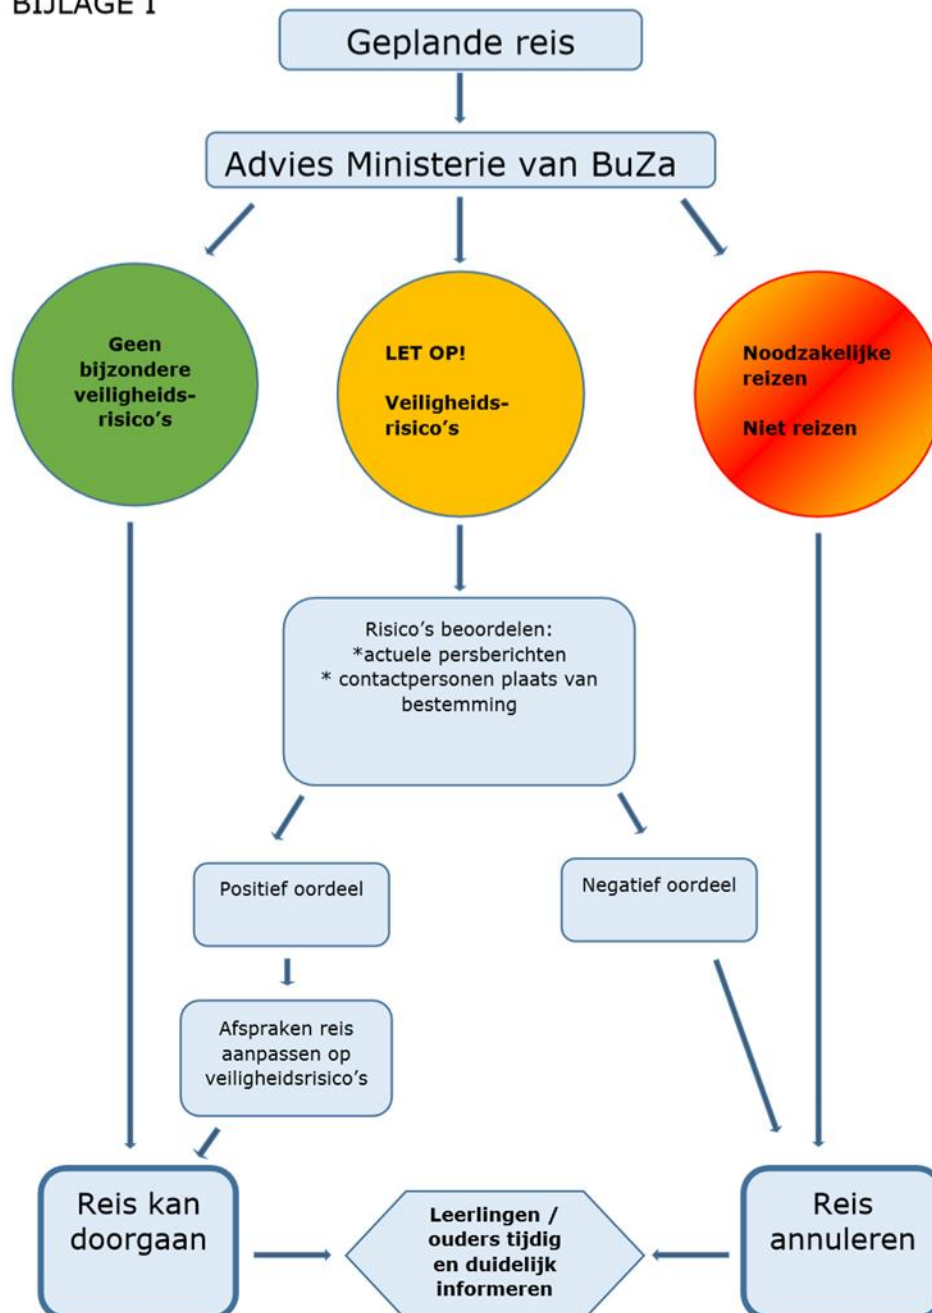 BIJLAGE I
Geplande reis
Advies Ministerie van BuZa
Geen
bijzondere
veiligheids-
risico's
LET OP!
Veiligheids-
risico's
Noodzakelijke
reizen
Niet reizen
Risico's beoordelen:
*actuele persberichten
* contactpersonen plaats van
bestemming
Positief oordeel
Negatief oordeel
Afspraken reis
aanpassen op
veiligheidsrisico's
Reis kan
doorgaan
Leerlingen /
ouders tijdig
en duidelijk
informeren
Reis
annuleren